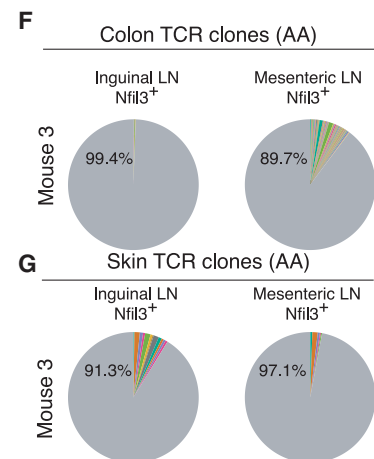 F
Colon TCR clones (AA)
Inguinal LN
Nfil3+
Mesenteric LN
Nfil3+
Mouse 3
99.4%
89.7%
G
Skin TCR clones (AA)
Inguinal LN
Nfil3+
Mesenteric LN
Nfil3+
Mouse 3
91.3%
97.1%